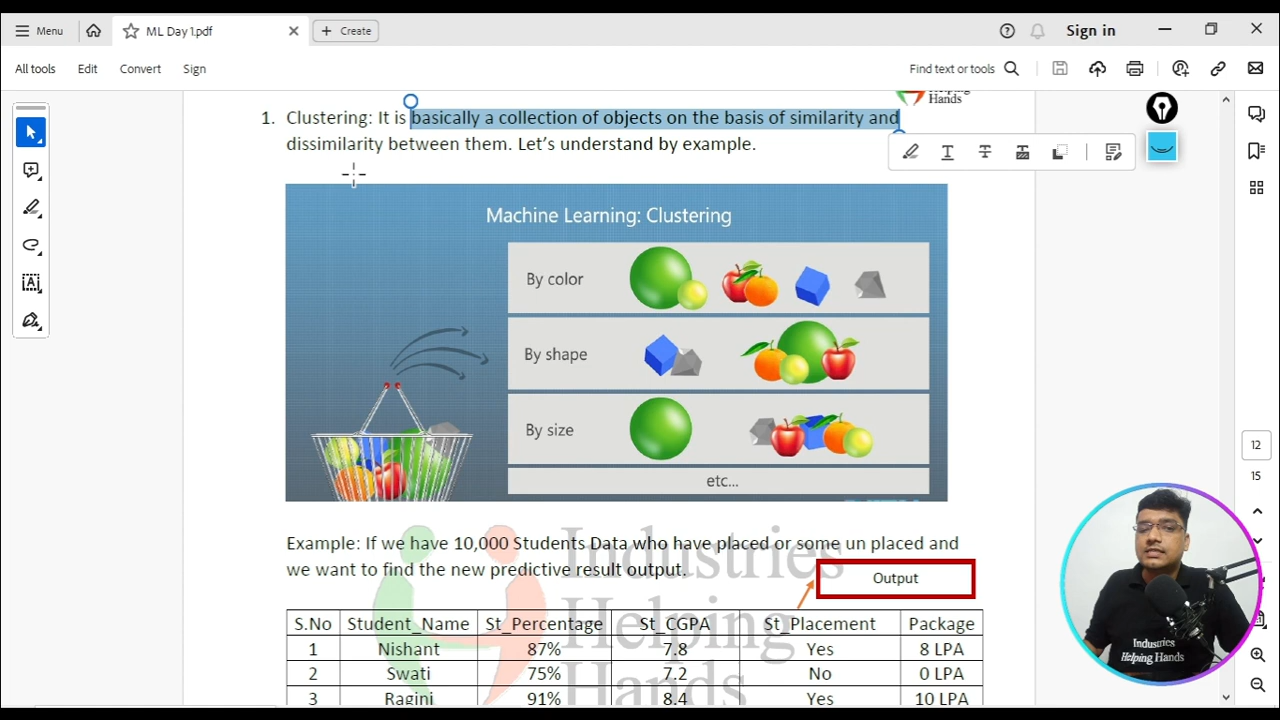 Menu
ML Day 1.pdf
Create
Sign in
All tools
Edit
Convert
Sign
Find text or tools
Helping
Hands
1. Clustering: It is basically a collection of objects on the basis of similarity and
dissimilarity between them. Let’s understand by example.
Machine Learning: Clustering
By color
By shape
By size
etc...
12
15
Example: If we have 10,000 Students Data who have placed or some un placed and
we want to find the new predictive result output.
Output
Industries
Helping
Hands
S.No Student_Name St_Percentage St_CGPA St_Placement Package
1 Nishant 87% 7.8 Yes 8 LPA
2 Swati 75% 7.2 No 0 LPA
3 Ragini 91% 8.4 Yes 10 LPA
Industries
Helping Hands